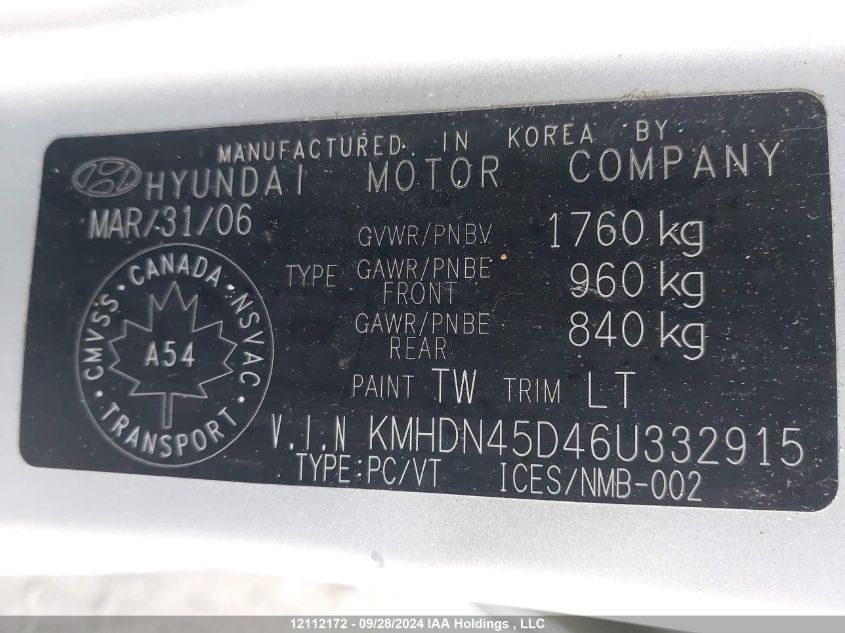 MANUFACTURED IN KOREA BY
HYUNDAI MOTOR COMPANY
MAR/31/06
GVWR/PNBV 1760 kg
TYPE GAWR/PNBE FRONT 960 kg
GAWR/PNBE REAR 840 kg
CMVSS · CANADA · NSVAC · TRANSPORT ·
A54
PAINT TW TRIM LT
V.I.N KMHDN45D46U332915
TYPE:PC/VT ICES/NMB-002
12112172 - 09/28/2024 IAA Holdings , LLC